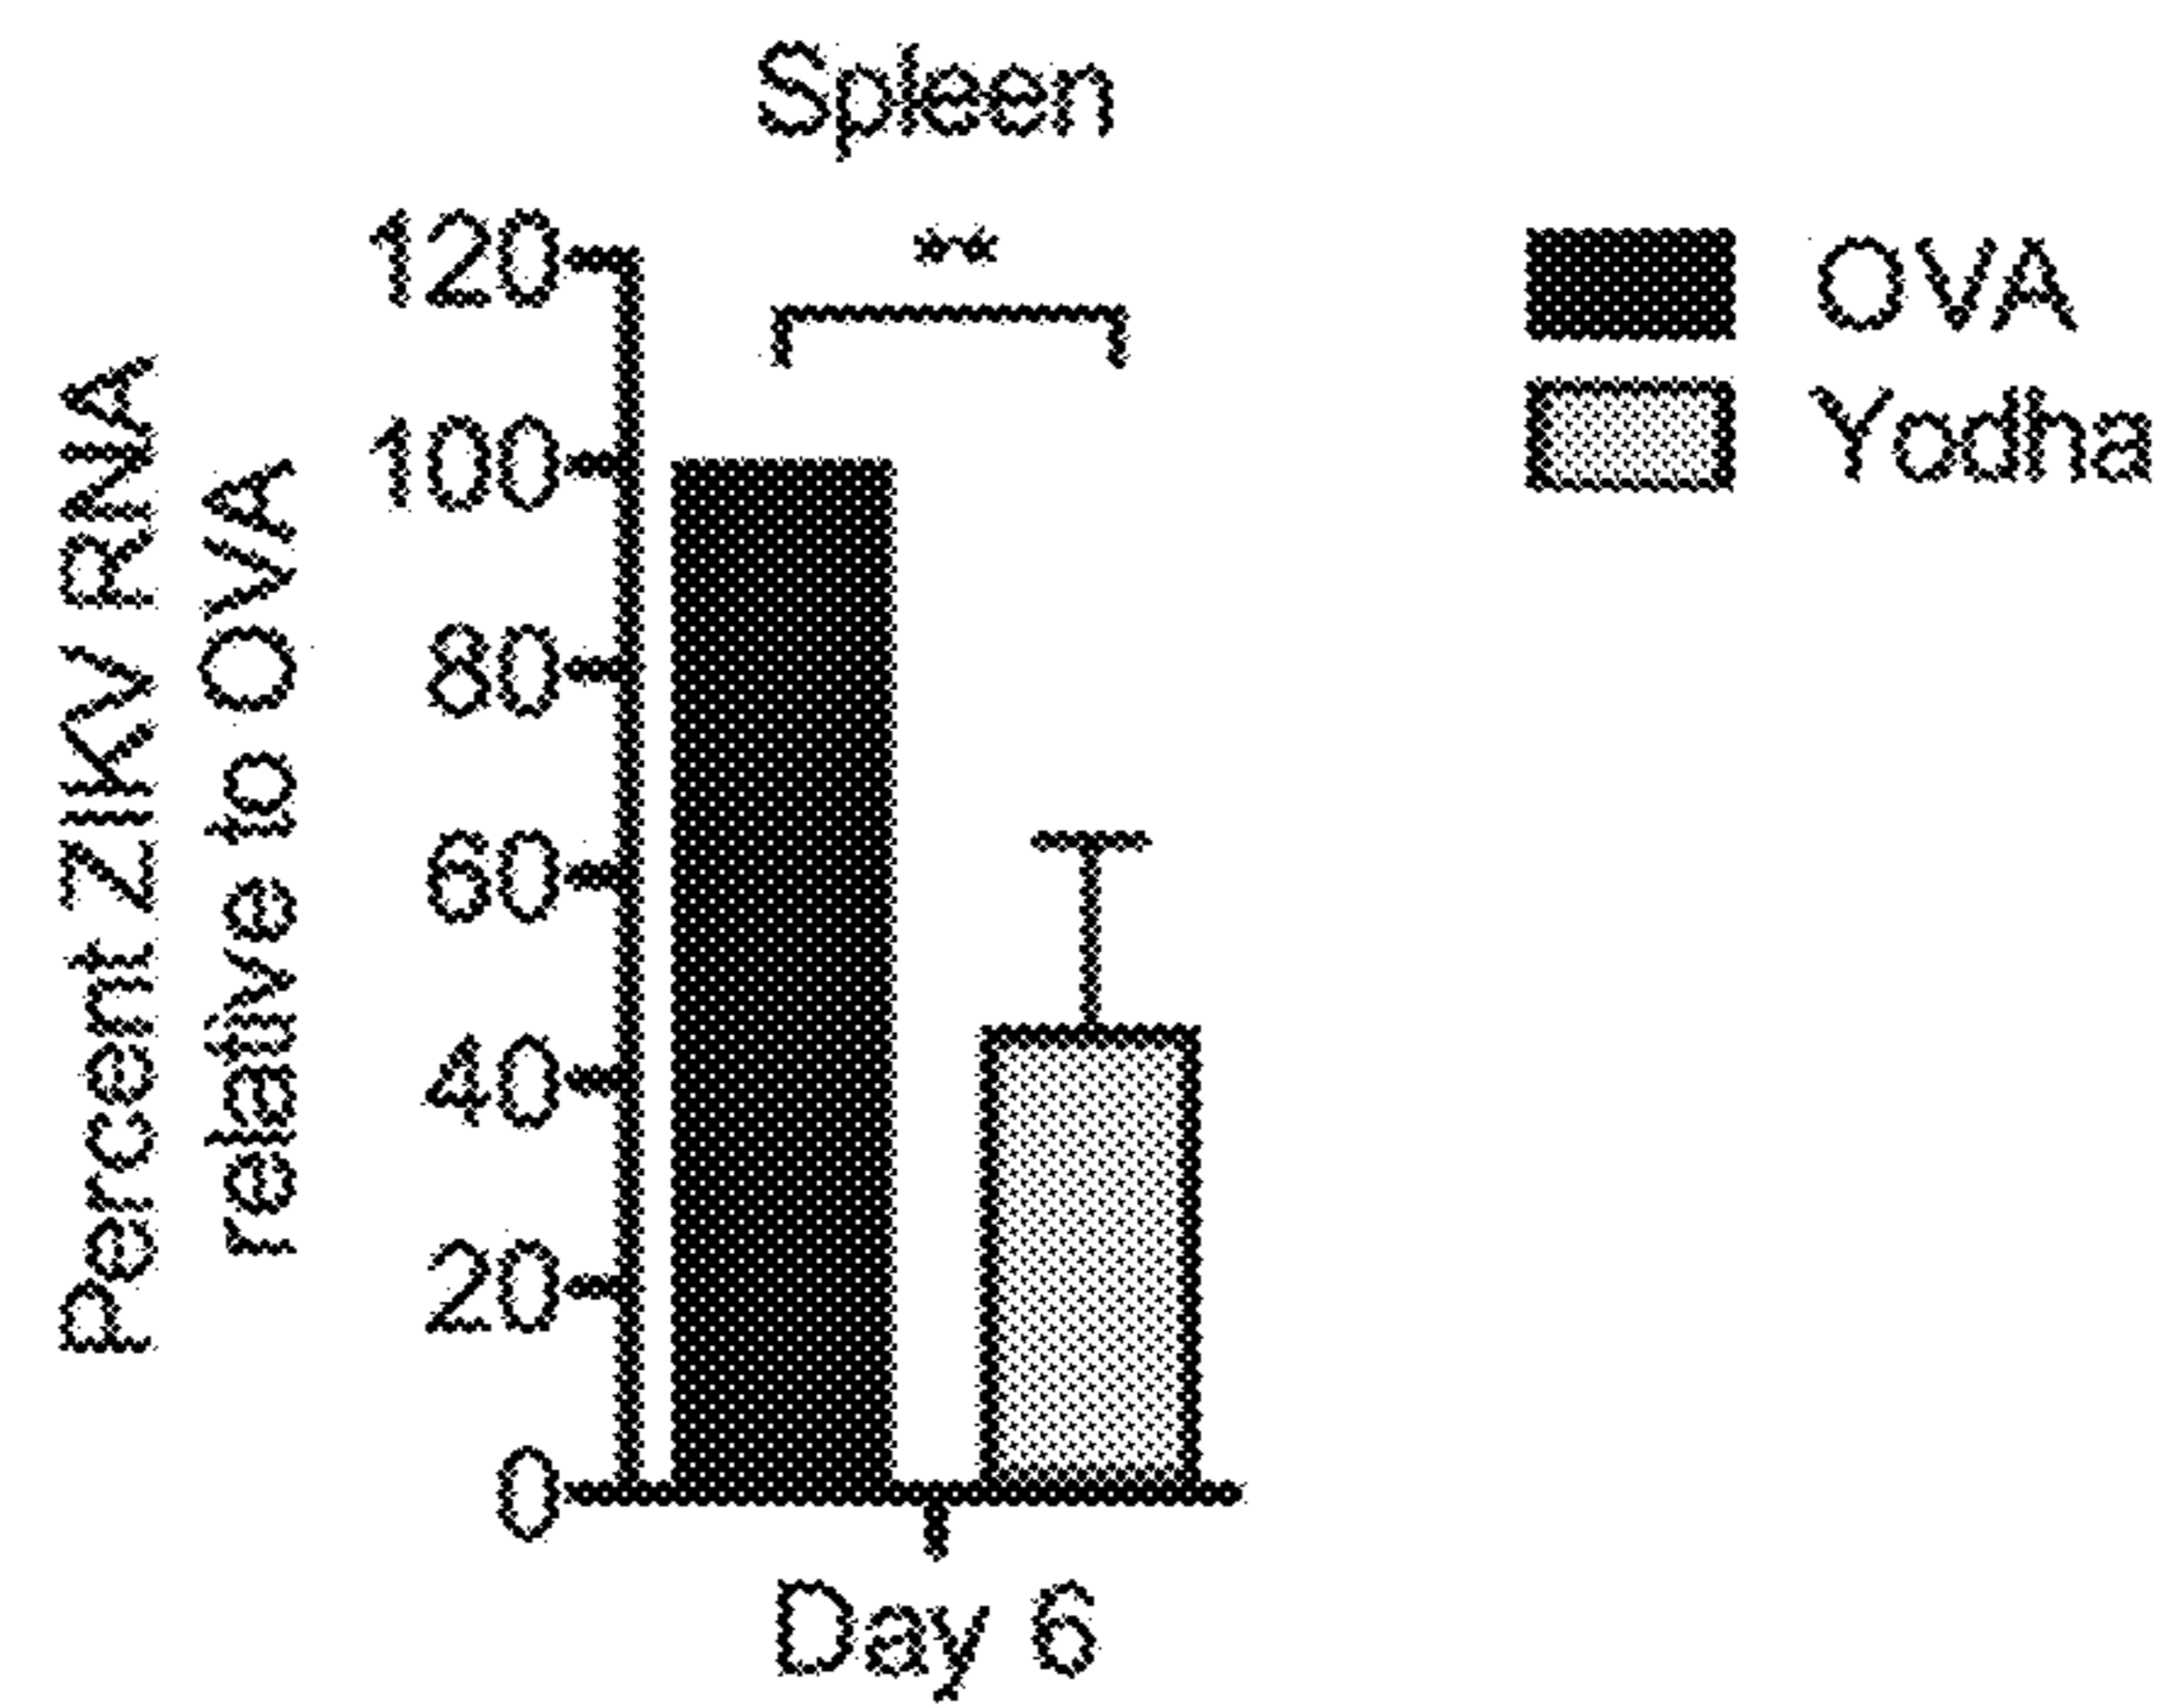 Spleen
Percent ZIKV RNA
relative to OVA
120
100
80
60
40
20
0
**
Day 6
OVA
Yodha